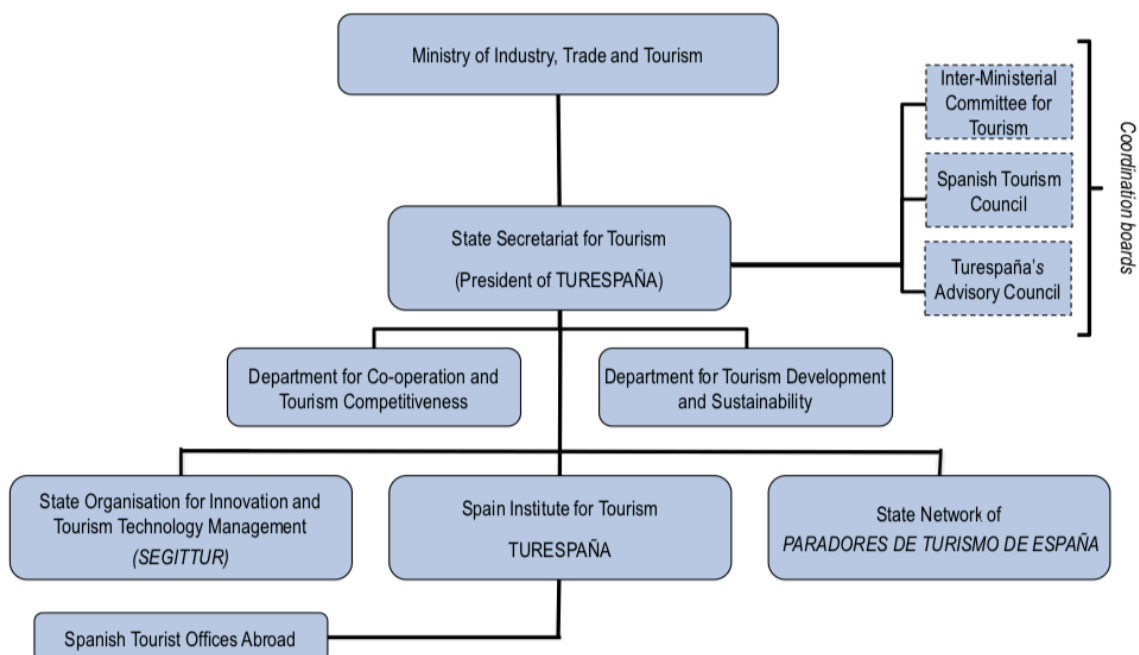 Ministry of Industry, Trade and Tourism
Inter-Ministerial
Committee for
Tourism
Spanish Tourism
Council
Turespaña's
Advisory Council
Coordination boards
State Secretariat for Tourism
(President of TURESPAÑA)
Department for Co-operation and
Tourism Competitiveness
Department for Tourism Development
and Sustainability
State Organisation for Innovation and
Tourism Technology Management
(SEGITTUR)
Spain Institute for Tourism
TURESPAÑA
State Network of
PARADORES DE TURISMO DE ESPAÑA
Spanish Tourist Offices Abroad